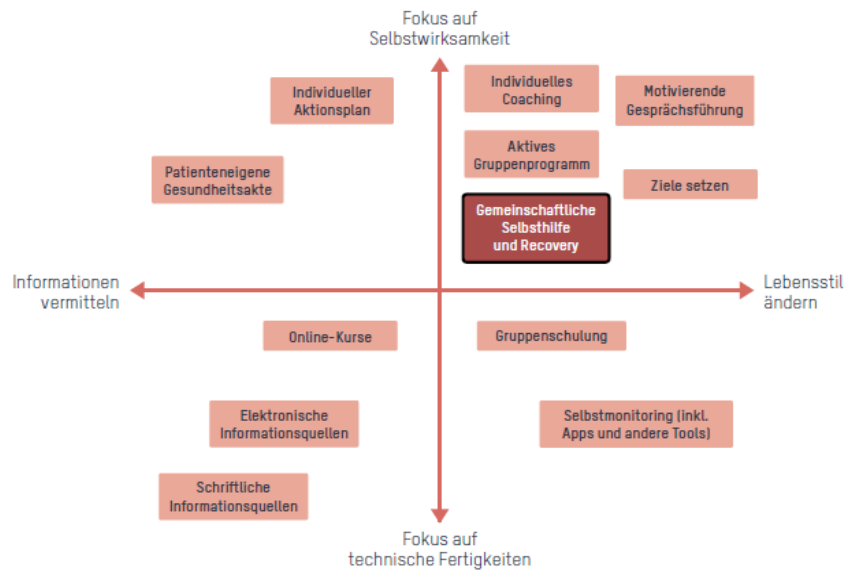 Fokus auf
Selbstwirksamkeit
Individueller
Aktionsplan
Individuelles
Coaching
Motivierende
Gesprächsführung
Patienteneigene
Gesundheitsakte
Aktives
Gruppenprogramm
Ziele setzen
Gemeinschaftliche
Selbsthilfe
und Recovery
Informationen
vermitteln
Lebensstil
ändern
Online-Kurse
Gruppenschulung
Elektronische
Informationsquellen
Selbstmonitoring (inkl.
Apps und andere Tools)
Schriftliche
Informationsquellen
Fokus auf
technische Fertigkeiten